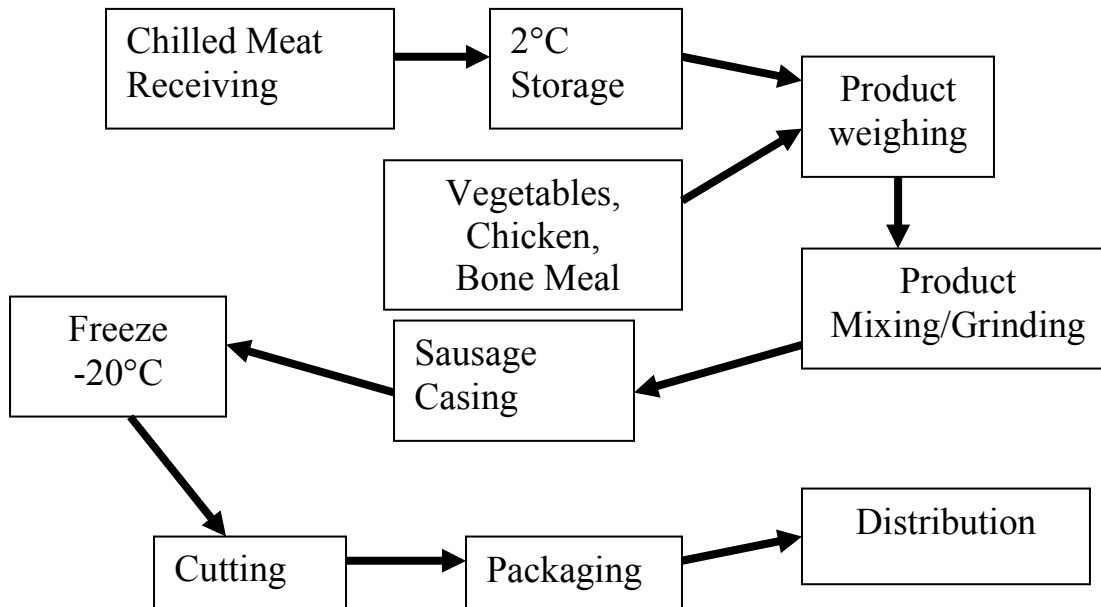 Chilled Meat
Receiving
2°C
Storage
Product
weighing
Vegetables,
Chicken,
Bone Meal
Product
Mixing/Grinding
Sausage
Casing
Freeze
-20°C
Cutting
Packaging
Distribution